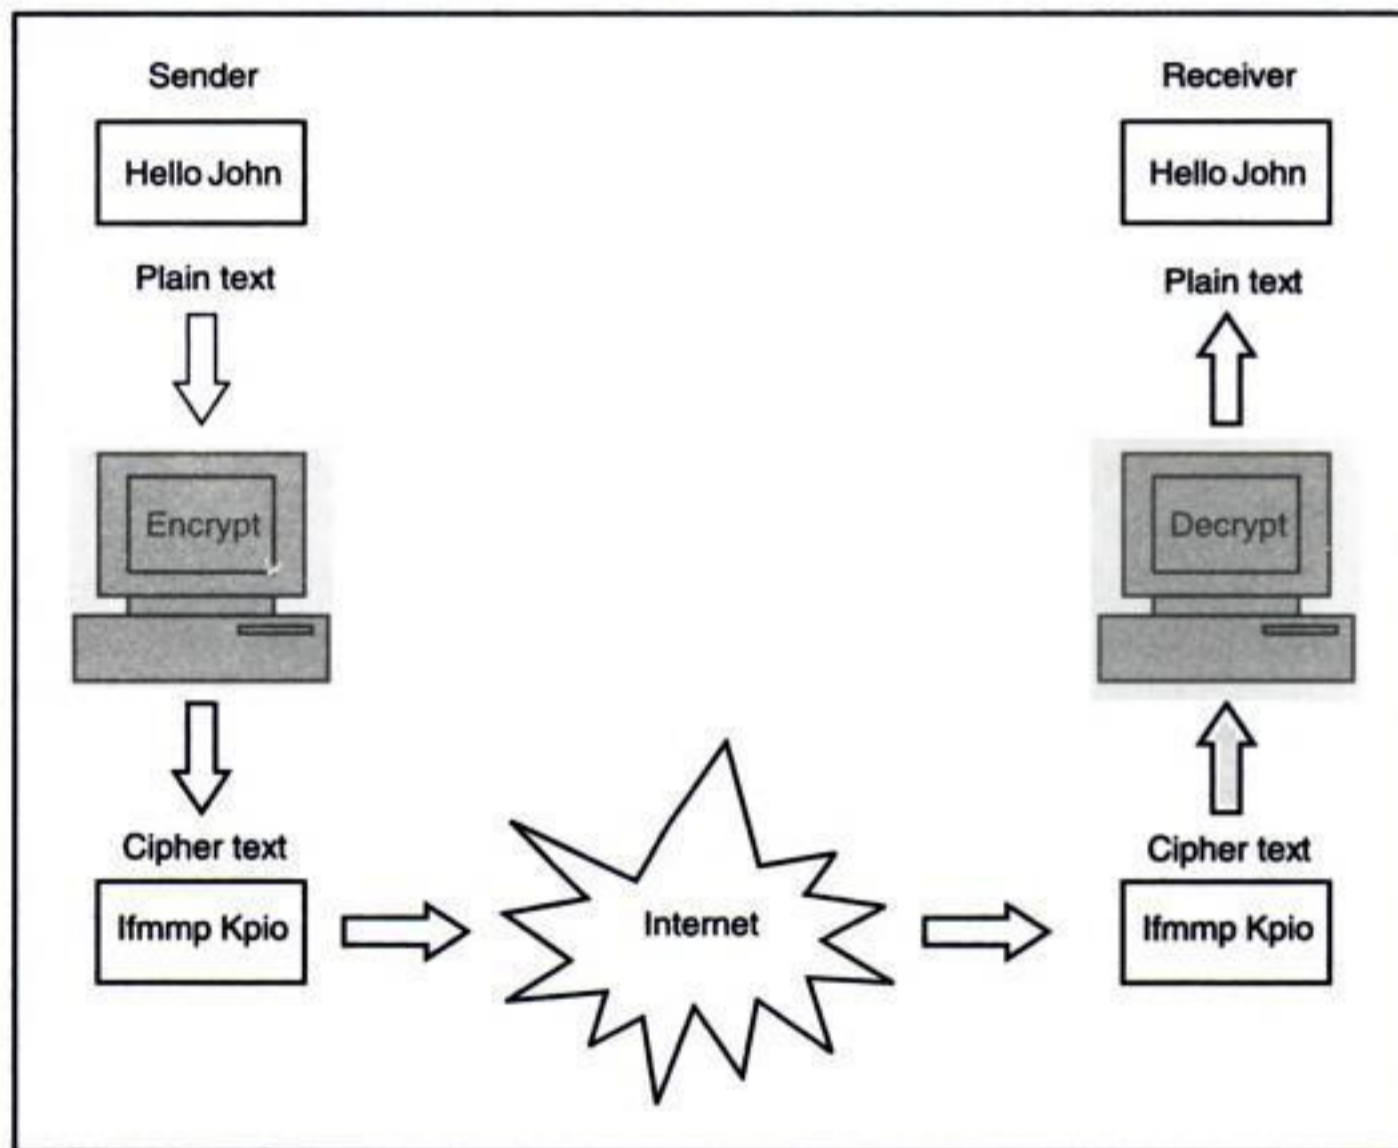 Sender
Hello John
Plain text
Encrypt
Cipher text
Ifmmp Kpio
Internet
Receiver
Hello John
Plain text
Decrypt
Cipher text
Ifmmp Kpio